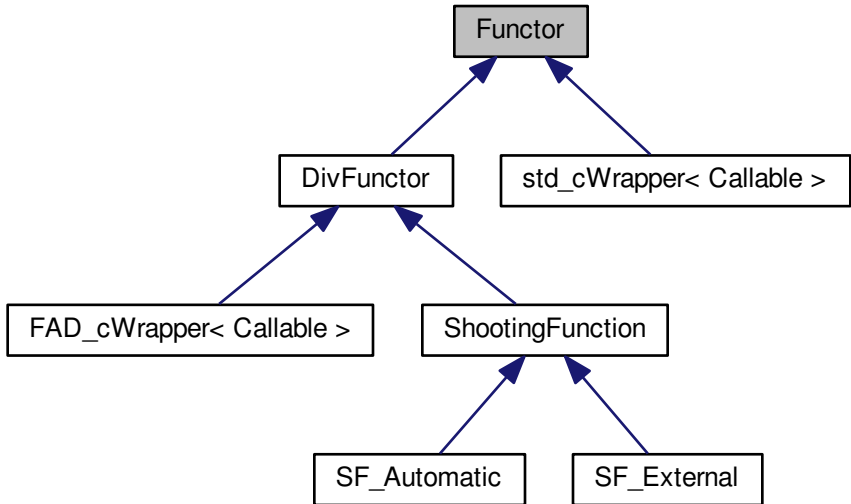 Functor
DivFunctor
std_cWrapper< Callable >
FAD_cWrapper< Callable >
ShootingFunction
SF_Automatic
SF_External